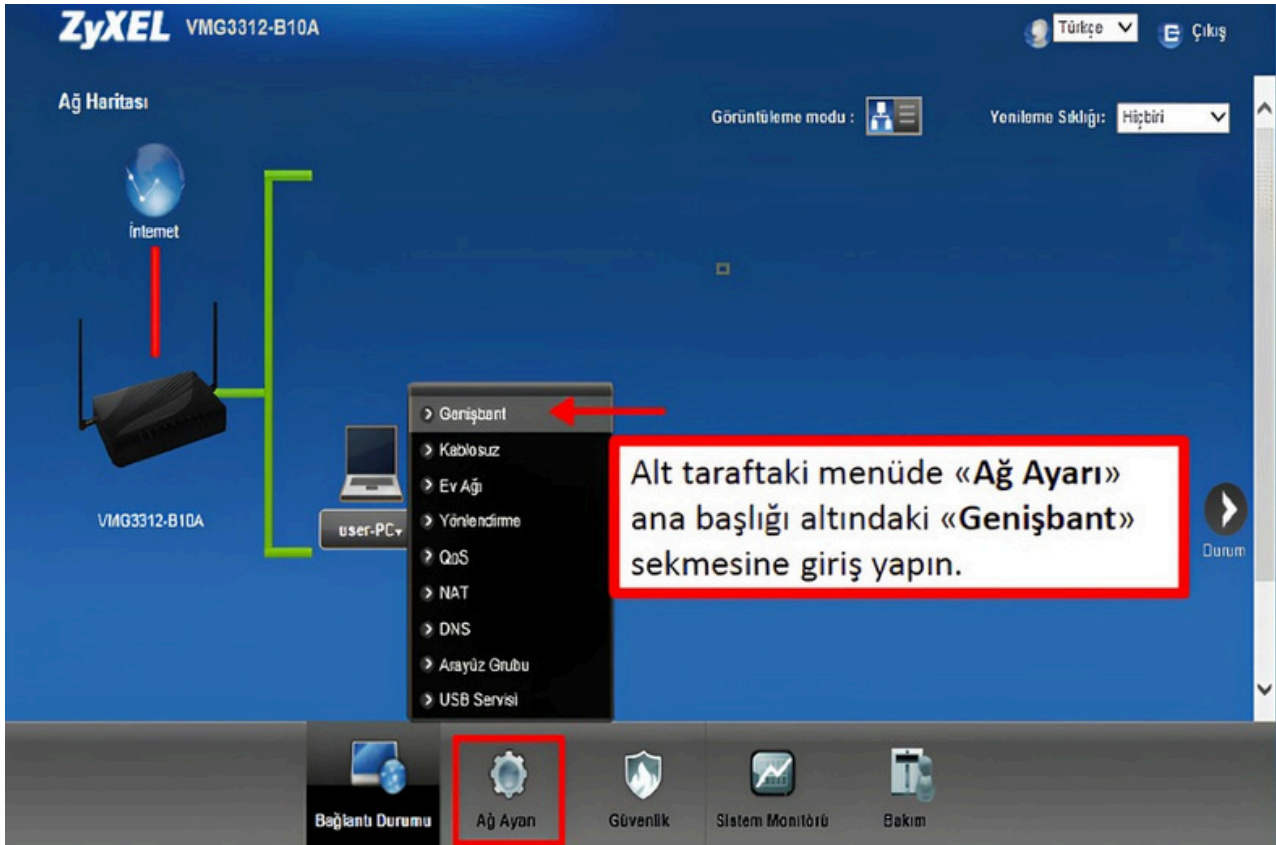 ZyXEL VMG3312-B10A
Türkçe
Çıkış
Ağ Haritası
Görüntüleme modu :
Yenileme Sıklığı: Hiçbiri
İnternet
VMG3312-B10A
user-PC
Genişbant
Kablosuz
Ev Ağı
Yönlendirme
QoS
NAT
DNS
Arayüz Grubu
USB Servisi
Alt taraftaki menüde «Ağ Ayarı»
ana başlığı altındaki «Genişbant»
sekmesine giriş yapın.
Durum
Bağlantı Durumu
Ağ Ayarı
Güvenlik
Sistem Monitörü
Bakım